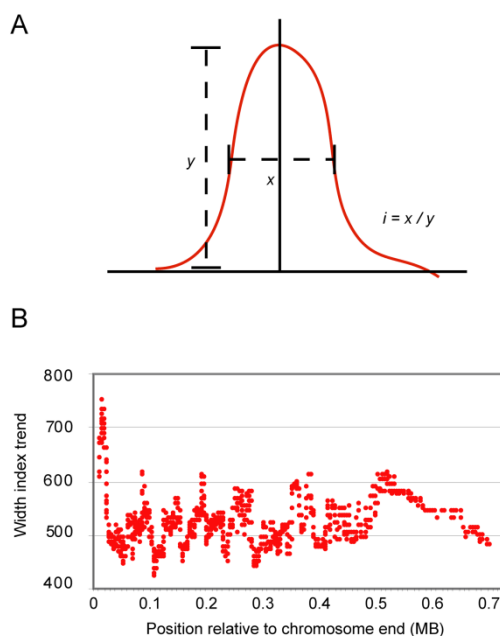 A
y
x
i = x / y
B
800
700
600
500
400
Width index trend
0 0.1 0.2 0.3 0.4 0.5 0.6 0.7
Position relative to chromosome end (MB)